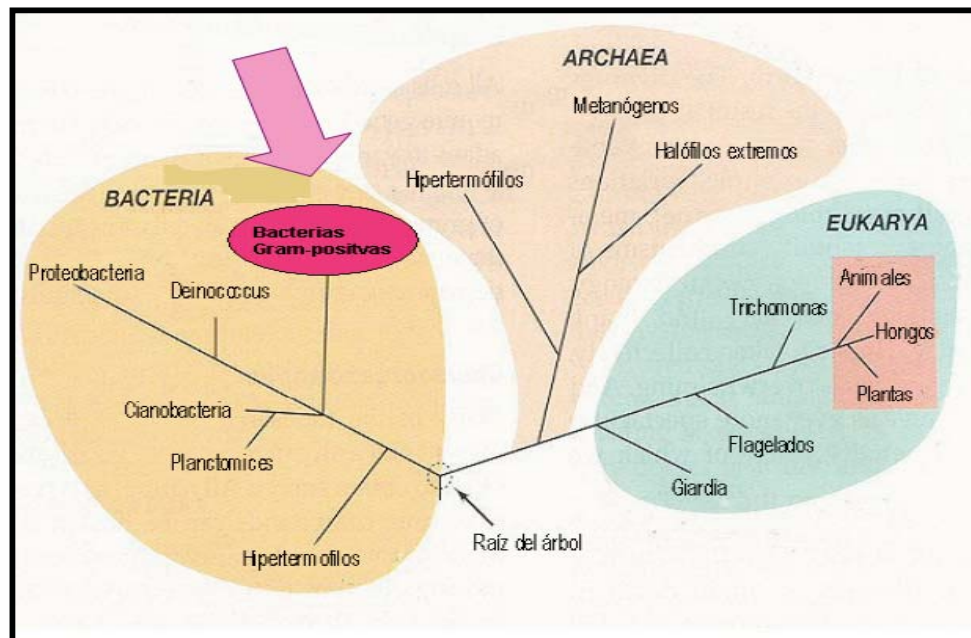 ARCHAEA
Metanógenos
Halófilos extremos
Hipertermófilos
BACTERIA
Bacterias
Gram-positvas
Proteobacteria
Deinococcus
Cianobacteria
Planctomices
Hipertermofilos
EUKARYA
Animales
Trichomonas
Hongos
Plantas
Flagelados
Giardia
Raíz del árbol